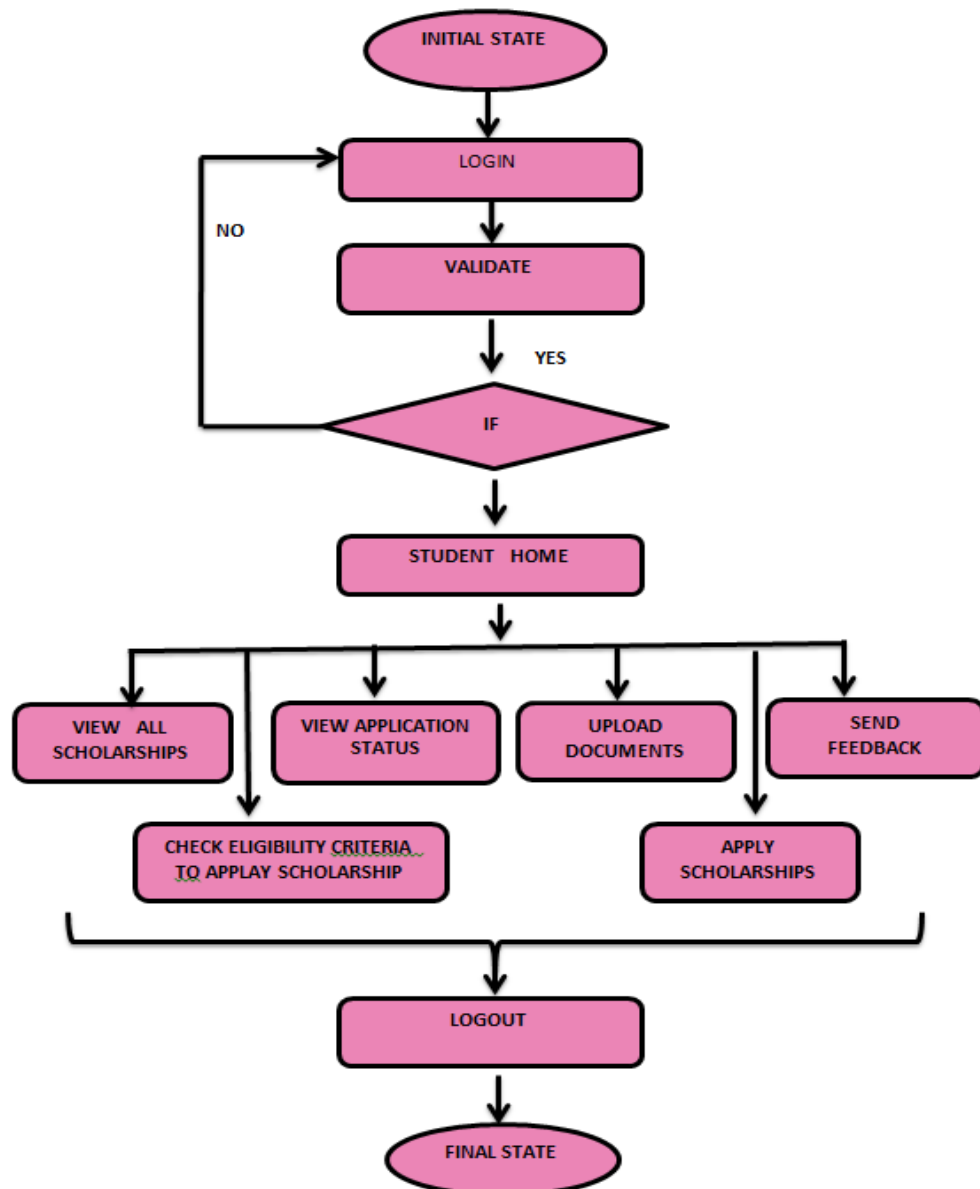 INITIAL STATE
LOGIN
NO
VALIDATE
YES
IF
STUDENT HOME
VIEW ALL
SCHOLARSHIPS
VIEW APPLICATION
STATUS
UPLOAD
DOCUMENTS
SEND
FEEDBACK
CHECK ELIGIBILITY CRITERIA
TO APPLAY SCHOLARSHIP
APPLY
SCHOLARSHIPS
LOGOUT
FINAL STATE